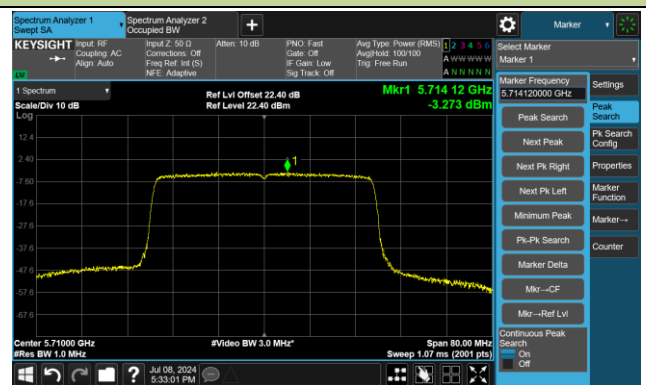 Spectrum Analyzer 1
Swept SA
Spectrum Analyzer 2
Occupied BW
Marker
KEYSIGHT
Input: RF
Coupling: AC
Align: Auto
Input Z: 50 Ω
Corrections: Off
Freq Ref: Int (S)
NFE: Adaptive
Atten: 10 dB
PNO: Fast
Gate: Off
IF Gain: Low
Sig Track: Off
Avg Type: Power (RMS)
Avg|Hold: 100/100
Trig: Free Run
1 2 3 4 5 6
A W W W W W
A N N N N N
LVI
1 Spectrum
Scale/Div 10 dB
Log
Ref Lvl Offset 22.40 dB
Ref Level 22.40 dBm
Mkr1 5.714 12 GHz
-3.273 dBm
1
12.4
2.40
-7.60
-17.6
-27.6
-37.6
-47.6
-57.6
-67.6
Center 5.71000 GHz
#Res BW 1.0 MHz
#Video BW 3.0 MHz*
Span 80.00 MHz
Sweep 1.07 ms (2001 pts)
Select Marker
Marker 1
Marker Frequency
5.714120000 GHz
Peak Search
Next Peak
Next Pk Right
Next Pk Left
Minimum Peak
Pk-Pk Search
Marker Delta
Mkr→CF
Mkr→Ref Lvl
Continuous Peak
Search
On
Off
Settings
Peak
Search
Pk Search
Config
Properties
Marker
Function
Marker→
Counter
?
Jul 08, 2024
5:33:01 PM